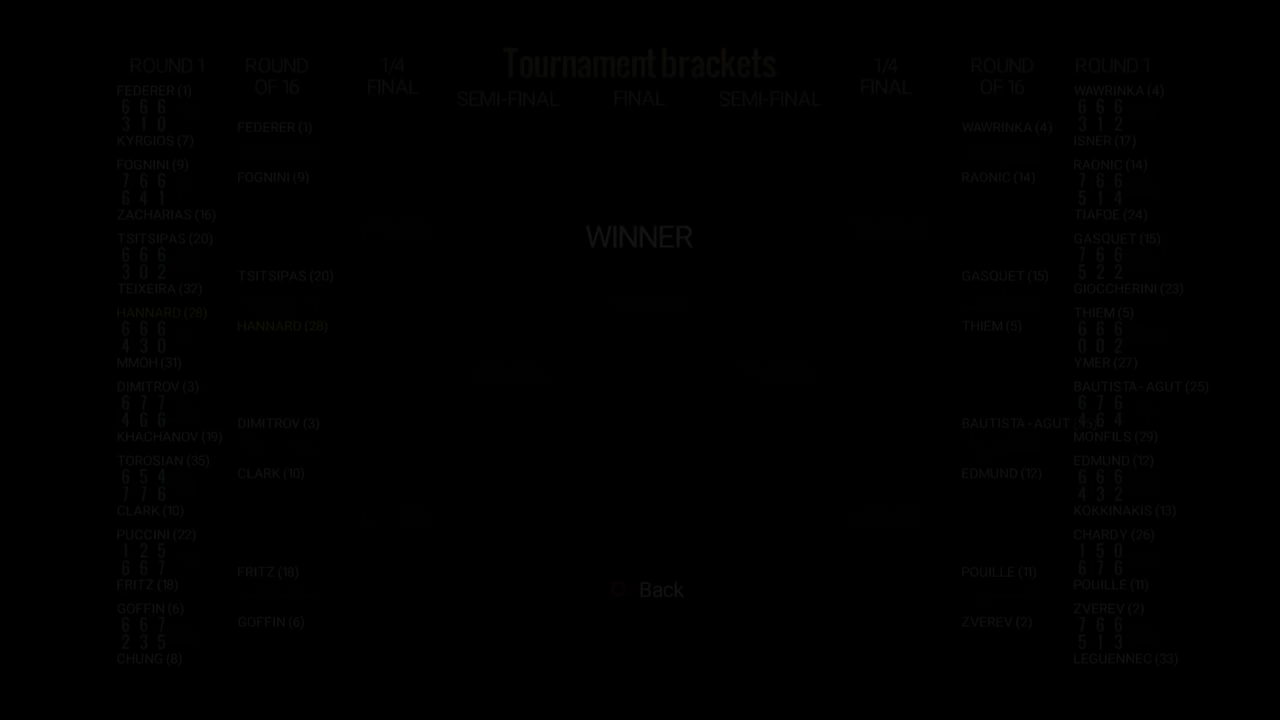 Tournament brackets
ROUND 1
ROUND
OF 16
1/4
FINAL
SEMI-FINAL
FINAL
SEMI-FINAL
1/4
FINAL
ROUND
OF 16
ROUND 1
FEDERER (1)
6 6 6
3 1 0
KYRGIOS (7)
FOGNINI (9)
7 6 6
6 4 1
ZACHARIAS (16)
TSITSIPAS (20)
6 6 6
3 0 2
TEIXEIRA (32)
HANNARD (28)
6 6 6
4 3 0
MMOH (31)
DIMITROV (3)
6 7 7
4 6 6
KHACHANOV (19)
TOROSIAN (35)
6 5 4
7 7 6
CLARK (10)
PUCCINI (22)
1 2 5
6 6 7
FRITZ (18)
GOFFIN (6)
6 6 7
2 3 5
CHUNG (8)
FEDERER (1)
FOGNINI (9)
TSITSIPAS (20)
HANNARD (28)
DIMITROV (3)
CLARK (10)
FRITZ (18)
GOFFIN (6)
WINNER
Back
WAWRINKA (4)
RAONIC (14)
GASQUET (15)
THIEM (5)
BAUTISTA-AGUT
EDMUND (12)
POUILLE (11)
ZVEREV (2)
WAWRINKA (4)
6 6 6
3 1 2
ISNER (17)
RAONIC (14)
7 6 6
5 1 4
TIAFOE (24)
GASQUET (15)
7 6 6
5 2 2
GIOCCHERINI (23)
THIEM (5)
6 6 6
0 0 2
YMER (27)
BAUTISTA-AGUT (25)
6 7 6
4 6 4
MONFILS (29)
EDMUND (12)
6 6 6
4 3 2
KOKKINAKIS (13)
CHARDY (26)
1 5 0
6 7 6
POUILLE (11)
ZVEREV (2)
7 6 6
5 1 3
LEGUENNEC (33)